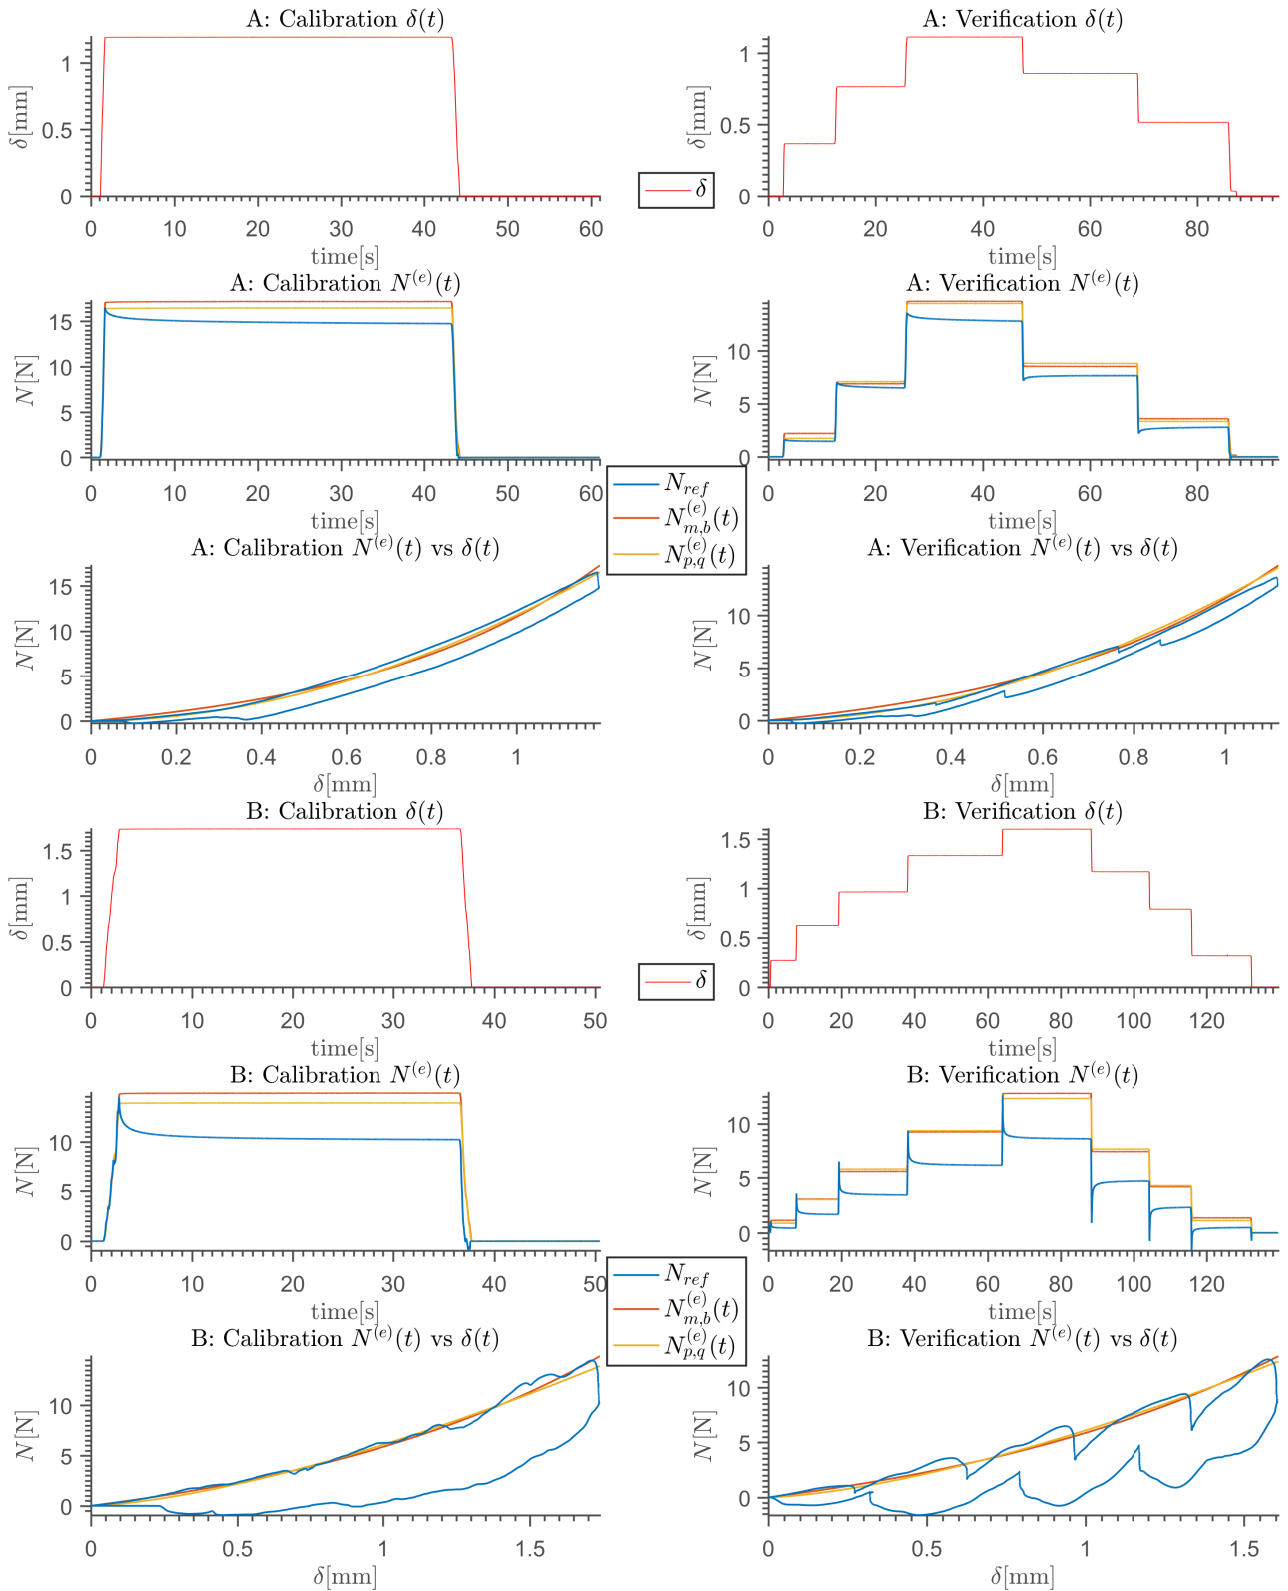 A: Calibration δ(t)
A: Verification δ(t)
δ[mm]
1
0.5
0
0 10 20 30 40 50 60
time[s]
δ[mm]
1
0.5
0
0 20 40 60 80
time[s]
δ
A: Calibration N^(e)(t)
A: Verification N^(e)(t)
N[N]
15
10
5
0
0 10 20 30 40 50 60
time[s]
N[N]
10
5
0
0 20 40 60 80
time[s]
N_ref
N_m,b^(e)(t)
N_p,q^(e)(t)
A: Calibration N^(e)(t) vs δ(t)
A: Verification N^(e)(t) vs δ(t)
N[N]
15
10
5
0
0 0.2 0.4 0.6 0.8 1
δ[mm]
N[N]
10
5
0
0 0.2 0.4 0.6 0.8 1
δ[mm]
B: Calibration δ(t)
B: Verification δ(t)
δ[mm]
1.5
1
0.5
0
0 10 20 30 40 50
time[s]
δ[mm]
1.5
1
0.5
0
0 20 40 60 80 100 120
time[s]
δ
B: Calibration N^(e)(t)
B: Verification N^(e)(t)
N[N]
10
5
0
0 10 20 30 40 50
time[s]
N[N]
10
5
0
0 20 40 60 80 100 120
time[s]
N_ref
N_m,b^(e)(t)
N_p,q^(e)(t)
B: Calibration N^(e)(t) vs δ(t)
B: Verification N^(e)(t) vs δ(t)
N[N]
10
5
0
0 0.5 1 1.5
δ[mm]
N[N]
10
5
0
0 0.5 1 1.5
δ[mm]